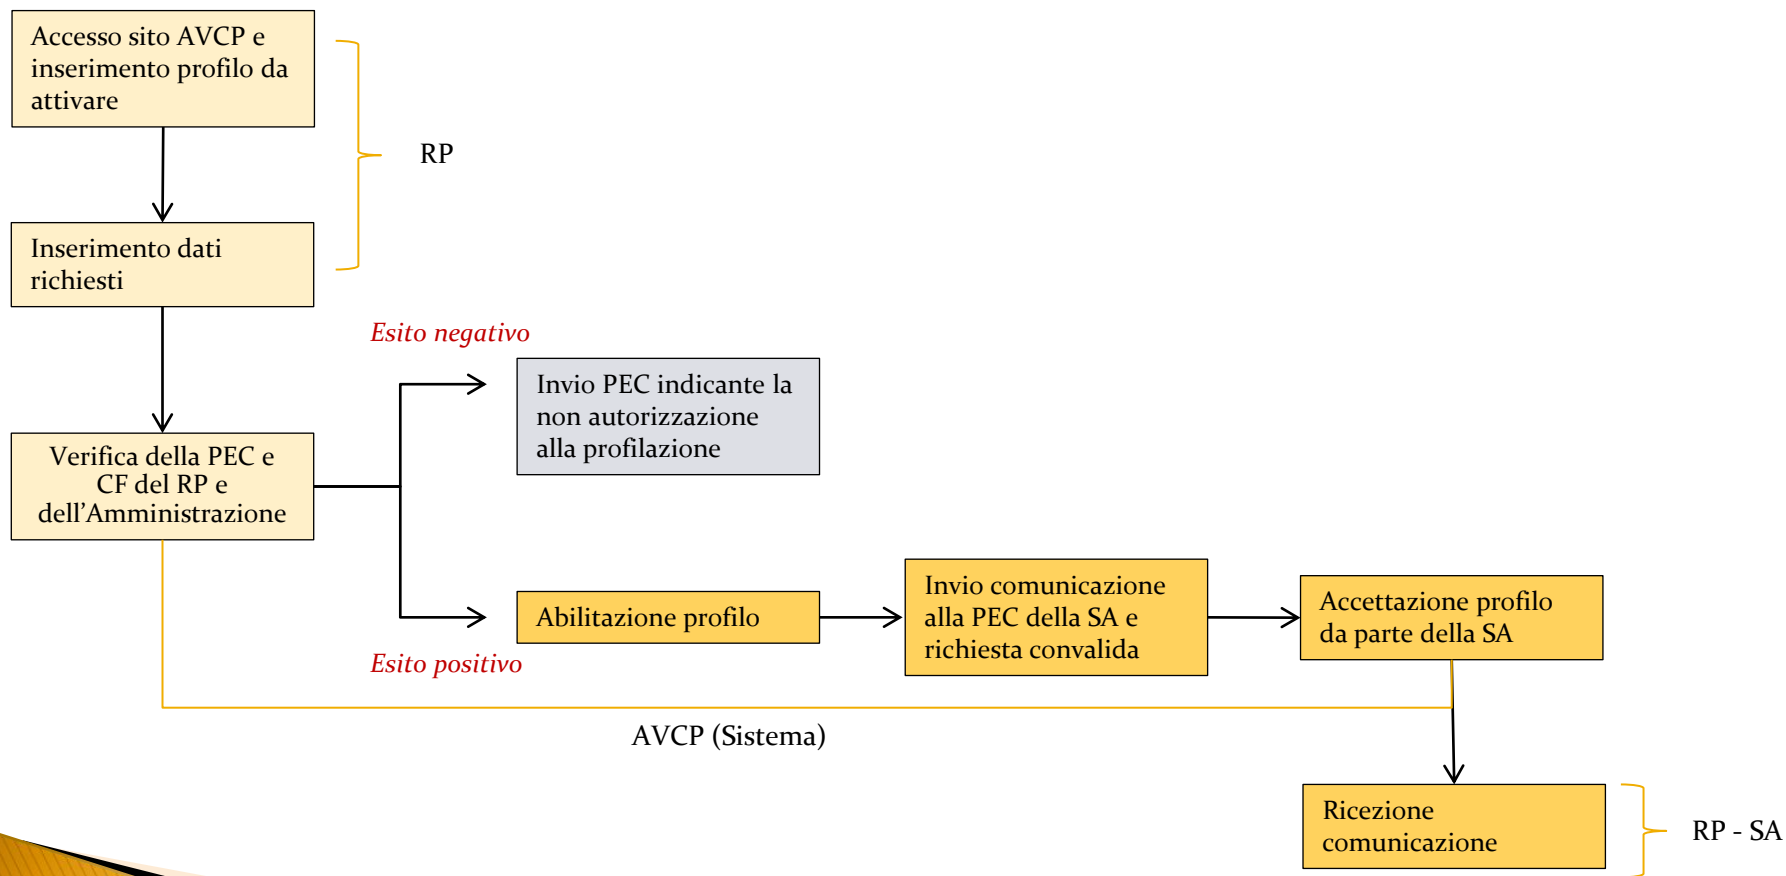 Accesso sito AVCP e
inserimento profilo da
attivare
RP
Inserimento dati
richiesti
Esito negativo
Invio PEC indicante la
non autorizzazione
alla profilazione
Verifica della PEC e
CF del RP e
dell’Amministrazione
Abilitazione profilo
Invio comunicazione
alla PEC della SA e
richiesta convalida
Accettazione profilo
da parte della SA
Esito positivo
AVCP (Sistema)
Ricezione
comunicazione
RP - SA